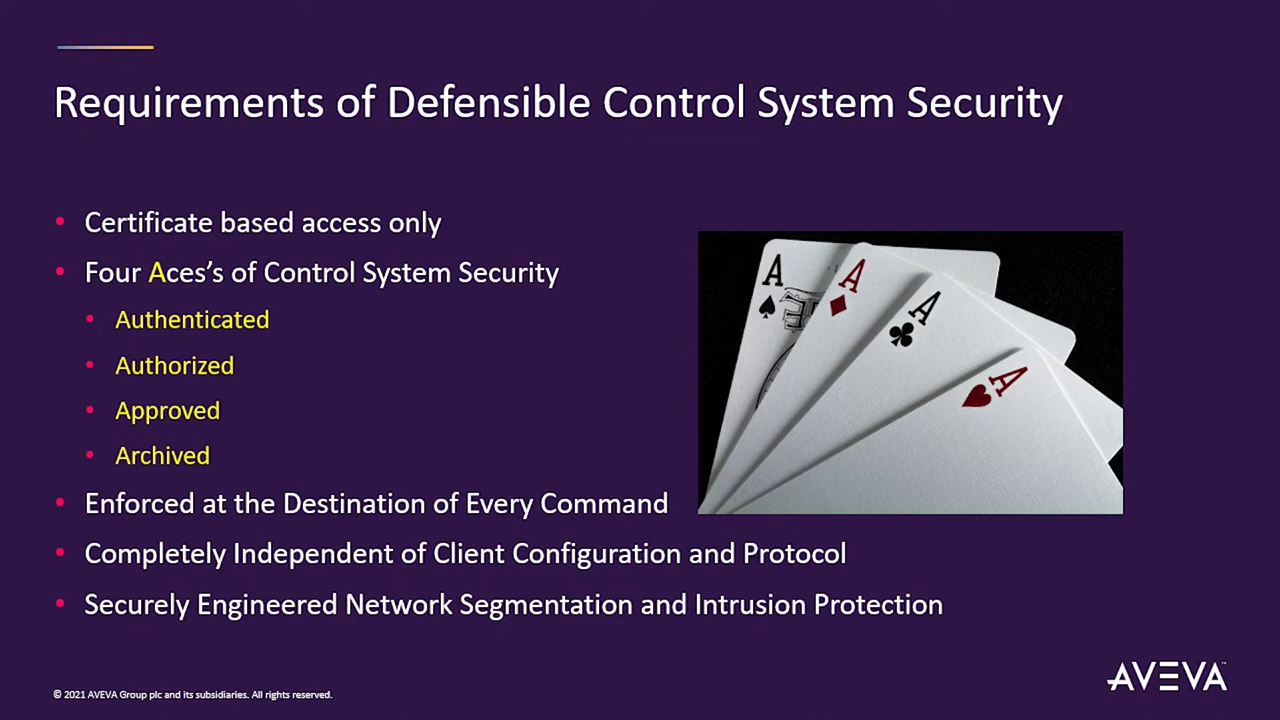 Requirements of Defensible Control System Security
Certificate based access only
Four Aces’s of Control System Security
Authenticated
Authorized
Approved
Archived
Enforced at the Destination of Every Command
Completely Independent of Client Configuration and Protocol
Securely Engineered Network Segmentation and Intrusion Protection
A
A
A
A
© 2021 AVEVA Group plc and its subsidiaries. All rights reserved.
AVEVA